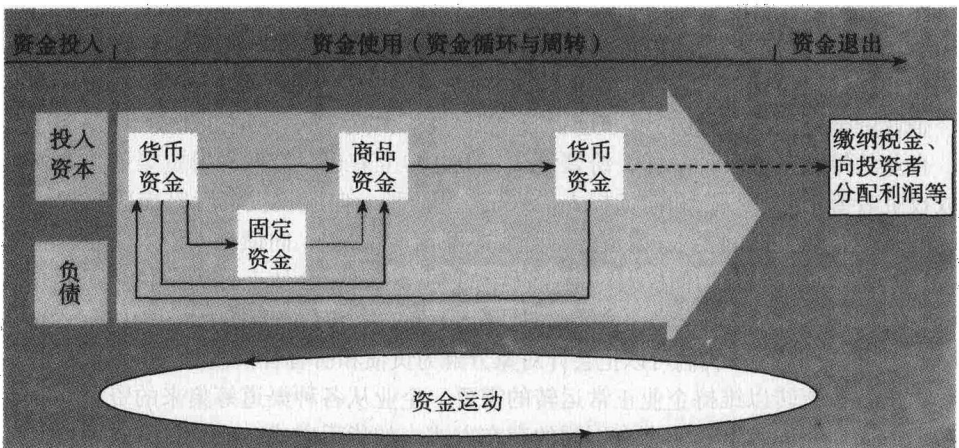 资金投入
资金使用（资金循环与周转）
资金退出
投入
资本
货币
资金
商品
资金
货币
资金
缴纳税金、
向投资者
分配利润等
固定
资金
负
债
资金运动